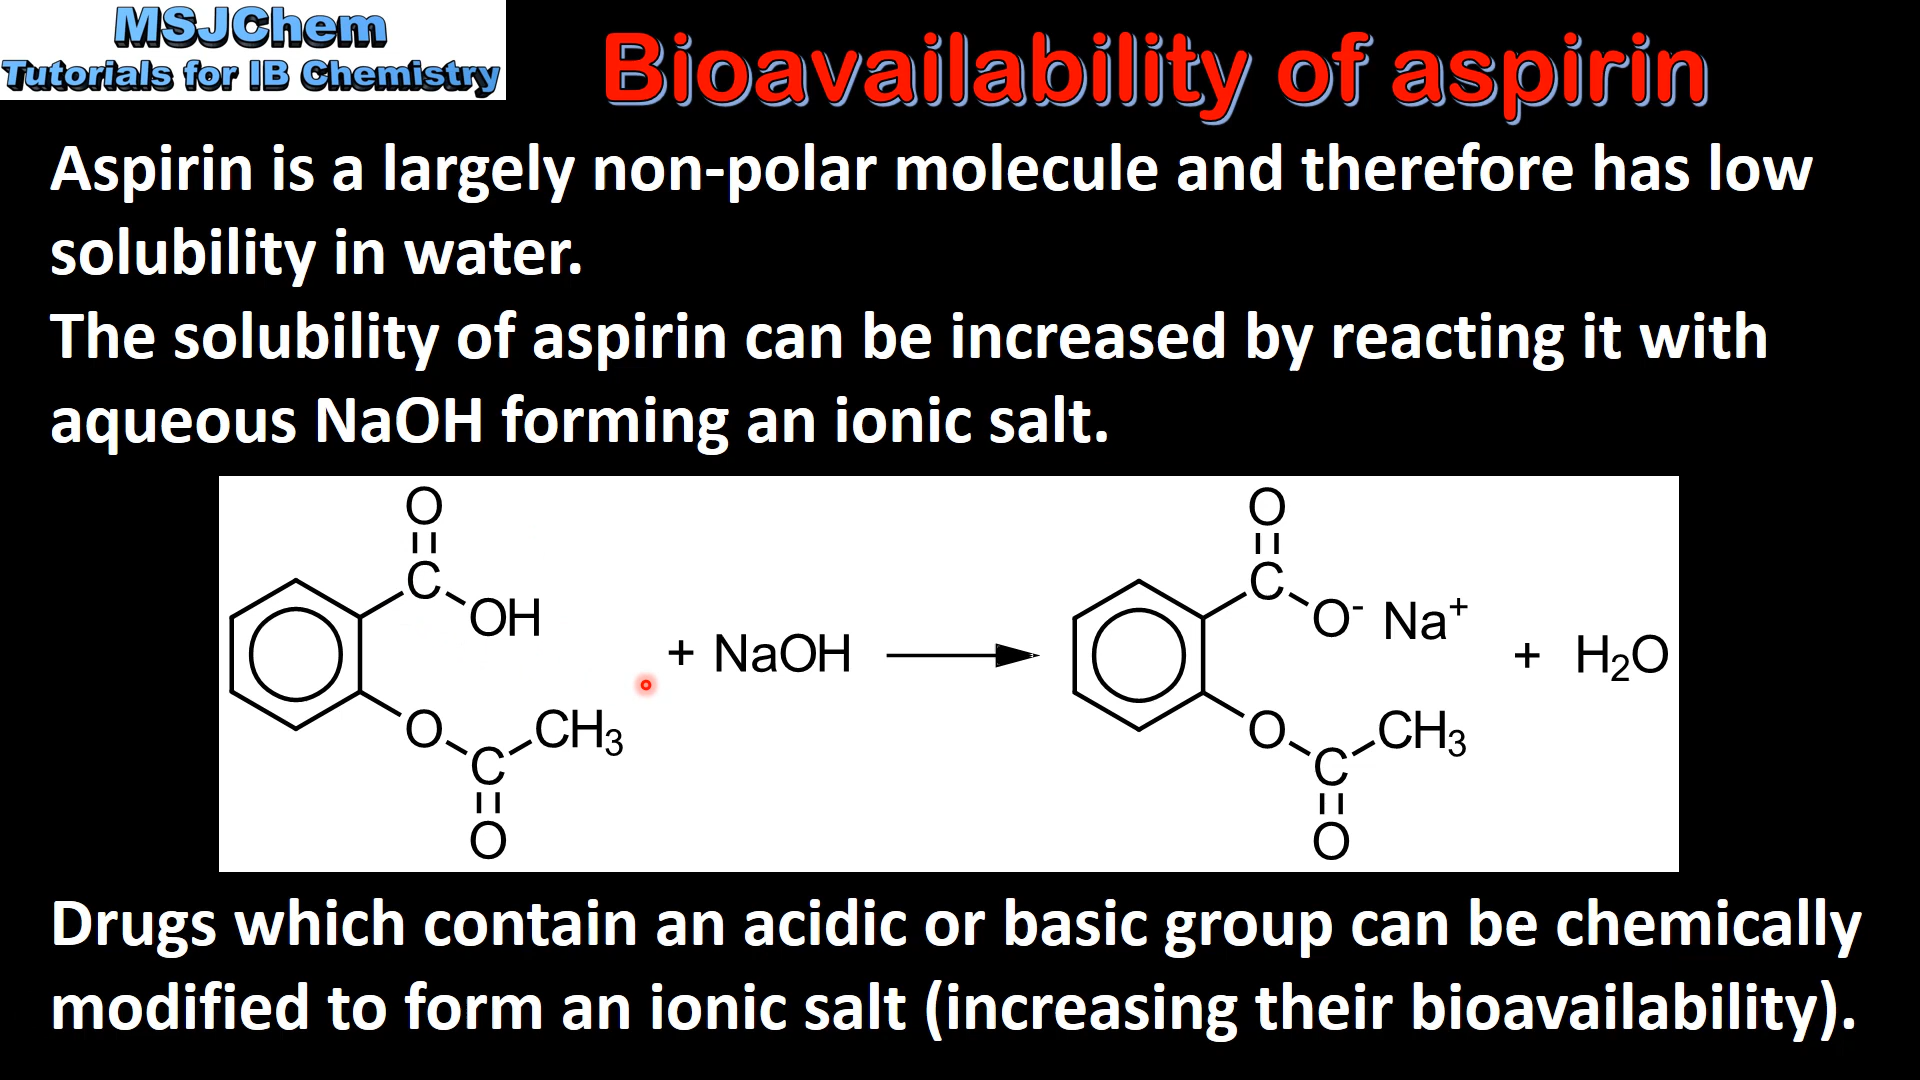 MSJChem
Tutorials for IB Chemistry
Bioavailability of aspirin
Aspirin is a largely non-polar molecule and therefore has low
solubility in water.
The solubility of aspirin can be increased by reacting it with
aqueous NaOH forming an ionic salt.
O
C
OH
O
C
CH₃
O
+ NaOH
O
C
O⁻ Na⁺
O
C
CH₃
O
+ H₂O
Drugs which contain an acidic or basic group can be chemically
modified to form an ionic salt (increasing their bioavailability).